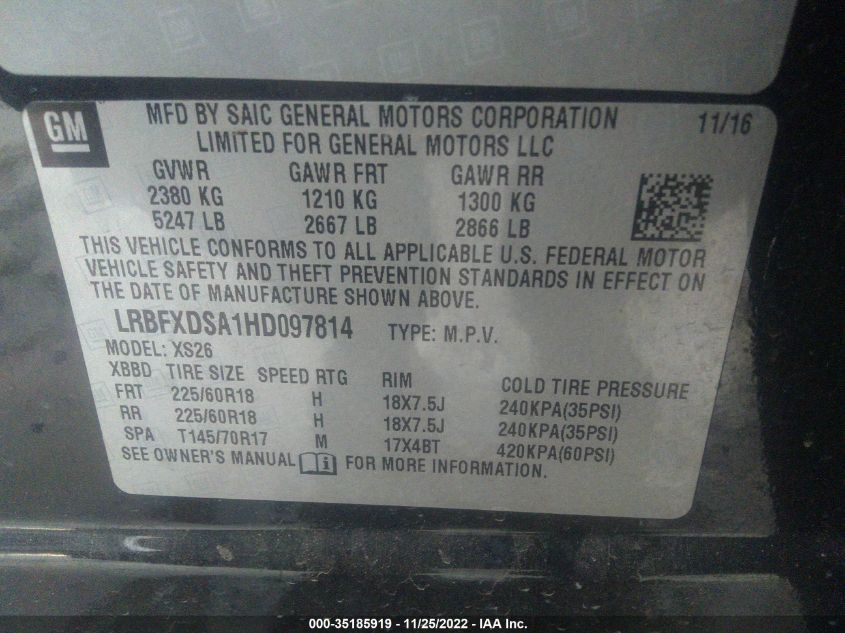 GM
MFD BY SAIC GENERAL MOTORS CORPORATION
LIMITED FOR GENERAL MOTORS LLC
11/16
GVWR GAWR FRT GAWR RR
2380 KG 1210 KG 1300 KG
5247 LB 2667 LB 2866 LB
THIS VEHICLE CONFORMS TO ALL APPLICABLE U.S. FEDERAL MOTOR
VEHICLE SAFETY AND THEFT PREVENTION STANDARDS IN EFFECT ON
THE DATE OF MANUFACTURE SHOWN ABOVE.
LRBFXDSA1HD097814 TYPE: M.P.V.
MODEL: XS26
XBBD TIRE SIZE SPEED RTG RIM COLD TIRE PRESSURE
FRT 225/60R18 H 18X7.5J 240KPA(35PSI)
RR 225/60R18 H 18X7.5J 240KPA(35PSI)
SPA T145/70R17 M 17X4BT 420KPA(60PSI)
SEE OWNER'S MANUAL FOR MORE INFORMATION.
000-35185919 - 11/25/2022 - IAA Inc.